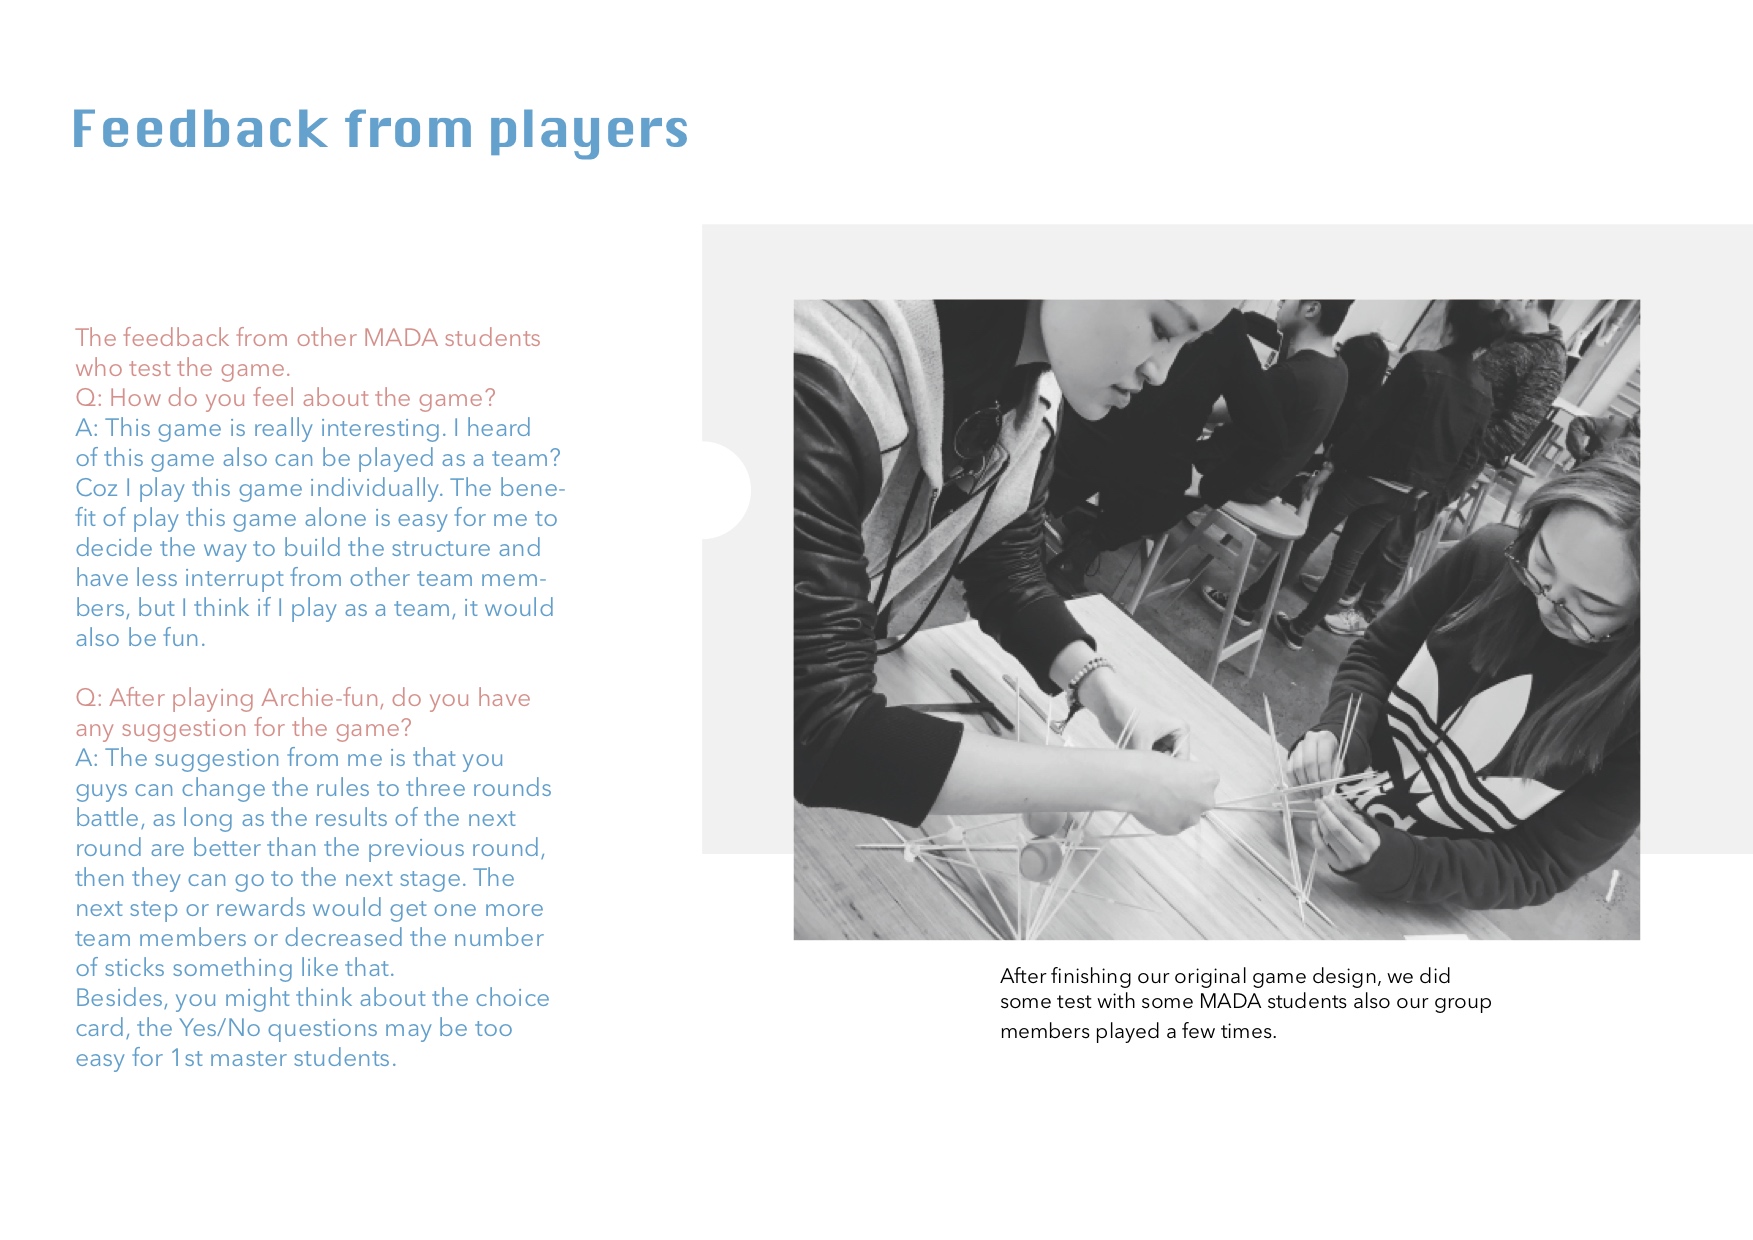 Feedback from players
The feedback from other MADA students
who test the game.
Q: How do you feel about the game?
A: This game is really interesting. I heard
of this game also can be played as a team?
Coz I play this game individually. The bene-
fit of play this game alone is easy for me to
decide the way to build the structure and
have less interrupt from other team mem-
bers, but I think if I play as a team, it would
also be fun.
Q: After playing Archie-fun, do you have
any suggestion for the game?
A: The suggestion from me is that you
guys can change the rules to three rounds
battle, as long as the results of the next
round are better than the previous round,
then they can go to the next stage. The
next step or rewards would get one more
team members or decreased the number
of sticks something like that.
Besides, you might think about the choice
card, the Yes/No questions may be too
easy for 1st master students.
After finishing our original game design, we did
some test with some MADA students also our group
members played a few times.